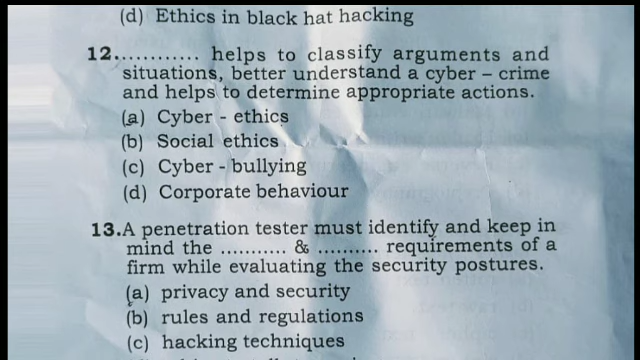 (d) Ethics in black hat hacking
12............. helps to classify arguments and
situations, better understand a cyber – crime
and helps to determine appropriate actions.
(a) Cyber - ethics
(b) Social ethics
(c) Cyber - bullying
(d) Corporate behaviour
13.A penetration tester must identify and keep in
mind the ........... & .......... requirements of a
firm while evaluating the security postures.
(a) privacy and security
(b) rules and regulations
(c) hacking techniques